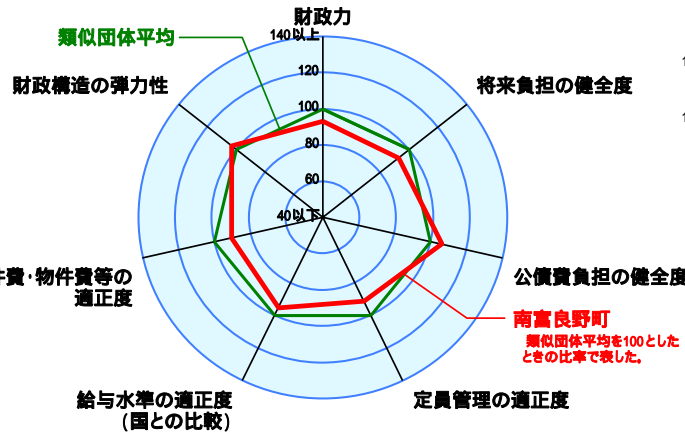 財政力
140以上
類似団体平均
120
財政構造の弾力性
将来負担の健全度
100
80
60
40以下
件費・物件費等の
適正度
公債費負担の健全度
南富良野町
類似団体平均を100とした
ときの比率で表した。
給与水準の適正度
(国との比較)
定員管理の適正度